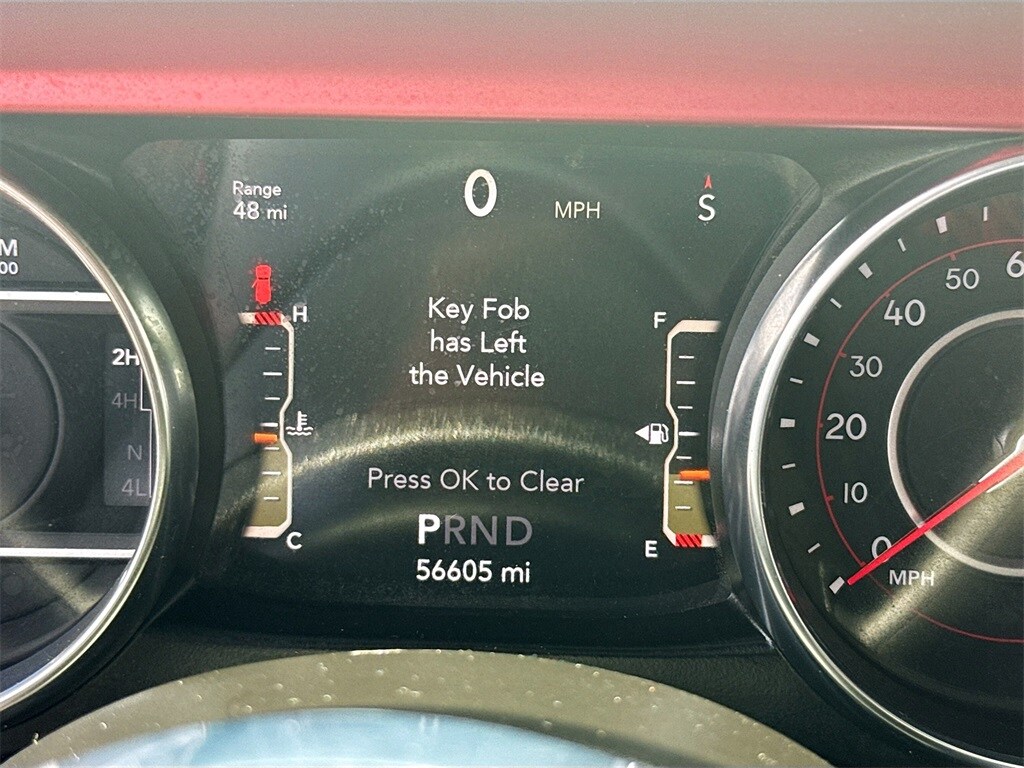 Range
48 mi
0 MPH
S
M
00
H
C
Key Fob
has Left
the Vehicle
Press OK to Clear
PRND
56605 mi
F
E
2H
4H
N
4L
0
10
20
30
40
50
MPH